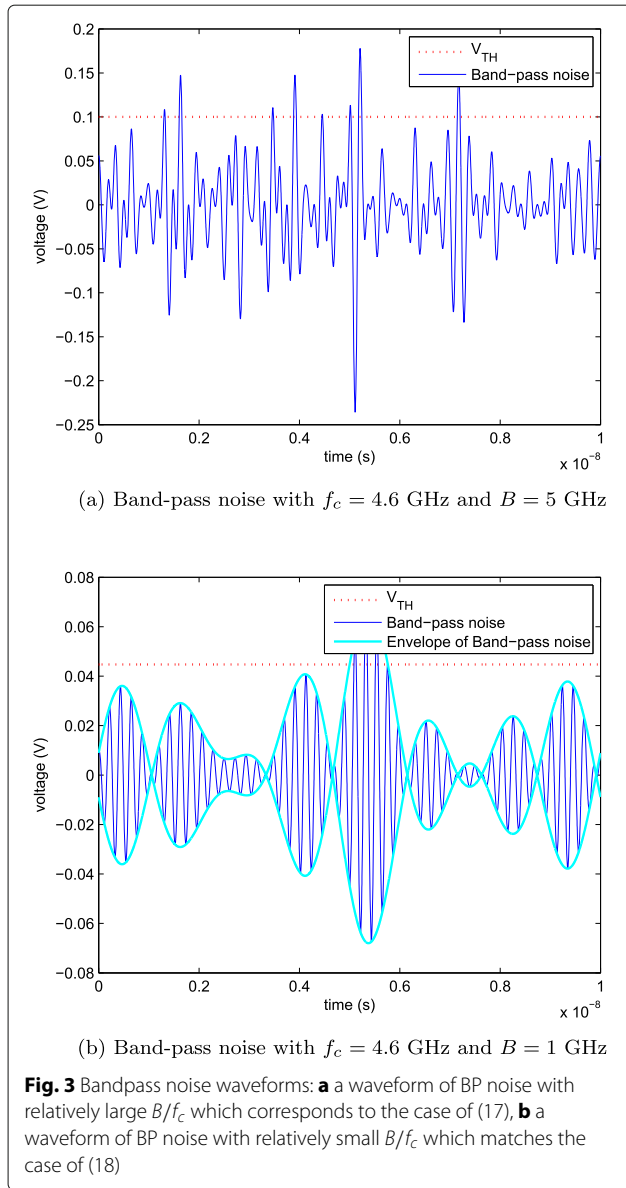 0.2
0.15
0.1
0.05
0
−0.05
−0.1
−0.15
−0.2
−0.25
voltage (V)
V_TH
Band−pass noise
0 0.2 0.4 0.6 0.8 1
time (s)
x 10^−8
(a) Band-pass noise with f_c = 4.6 GHz and B = 5 GHz
0.08
0.06
0.04
0.02
0
−0.02
−0.04
−0.06
−0.08
voltage (V)
V_TH
Band−pass noise
Envelope of Band−pass noise
0 0.2 0.4 0.6 0.8 1
time (s)
x 10^−8
(b) Band-pass noise with f_c = 4.6 GHz and B = 1 GHz
Fig. 3 Bandpass noise waveforms: a a waveform of BP noise with
relatively large B/f_c which corresponds to the case of (17), b a
waveform of BP noise with relatively small B/f_c which matches the
case of (18)